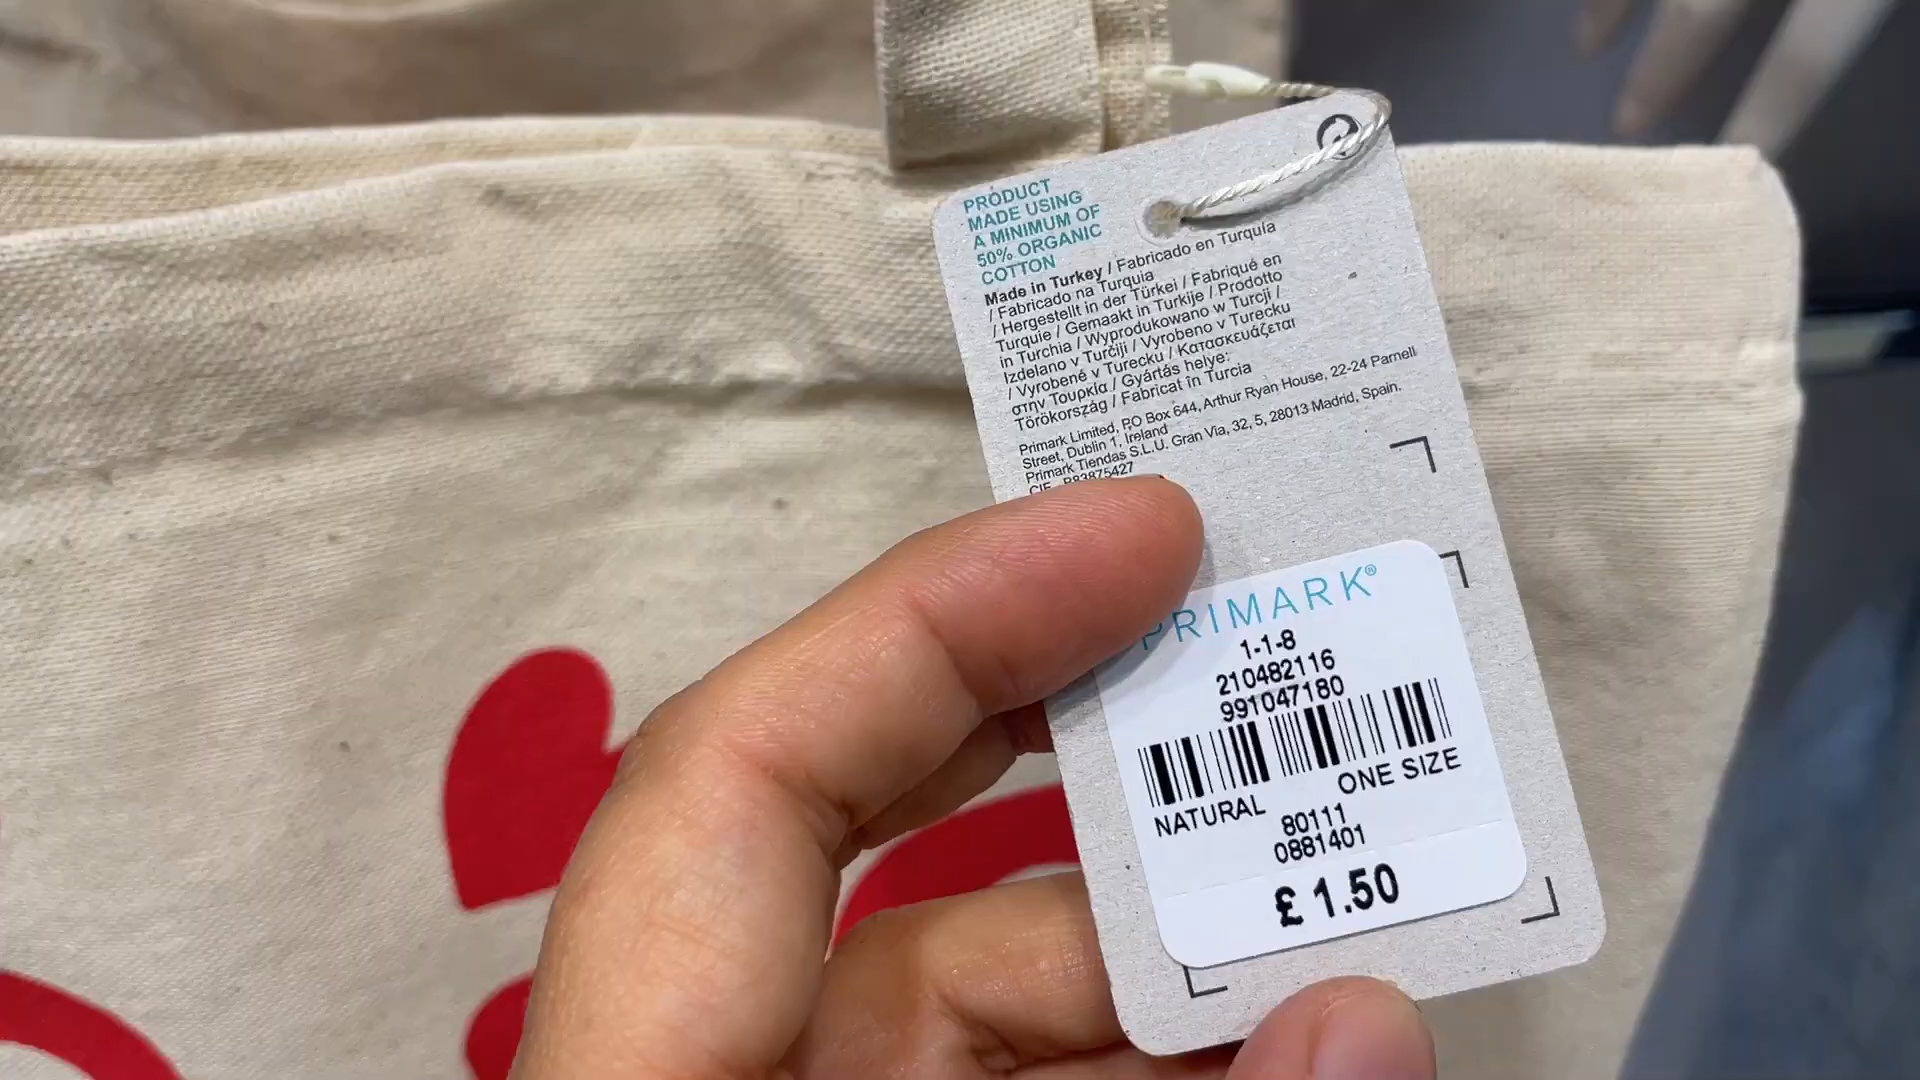 PRODUCT
MADE USING
A MINIMUM OF
50% ORGANIC
COTTON
Made in Turkey / Fabricado en Turquía
/ Fabricado na Turquia
/ Hergestellt in der Türkei / Fabriqué en
Turquie / Gemaakt in Turkije / Prodotto
in Turchia / Wyprodukowano w Turcji /
Izdelano v Turčiji / Vyrobeno v Turecku
/ Vyrobené v Turecku / Κατασκευάζεται
στην Τουρκία / Gyártás helye:
Törökország / Fabricat în Turcia
Primark Limited, PO Box 644, Arthur Ryan House, 22-24 Parnell
Street, Dublin 1, Ireland
Primark Tiendas S.L.U. Gran Via, 32, 5, 28013 Madrid, Spain.
CIF B83875427
PRIMARK®
1-1-8
210482116
991047180
NATURAL ONE SIZE
80111
0881401
£ 1.50